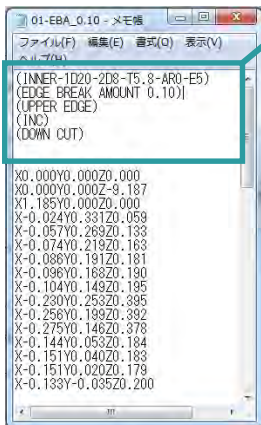 01-EBA_0.10 - メモ帳
ファイル(F) 編集(E) 書式(O) 表示(V)
ヘルプ(H)
(INNER-1D20-2D8-T5.8-AR0-E5)
(EDGE BREAK AMOUNT 0.10)
(UPPER EDGE)
(INC)
(DOWN CUT)
X0.000Y0.000Z0.000
X0.000Y0.000Z-9.187
X1.185Y0.000Z0.000
X-0.024Y0.331Z0.059
X-0.057Y0.269Z0.133
X-0.074Y0.219Z0.163
X-0.086Y0.191Z0.181
X-0.096Y0.168Z0.190
X-0.104Y0.149Z0.195
X-0.230Y0.253Z0.395
X-0.256Y0.199Z0.392
X-0.275Y0.146Z0.378
X-0.144Y0.053Z0.184
X-0.151Y0.040Z0.183
X-0.151Y0.020Z0.179
X-0.133Y-0.035Z0.200